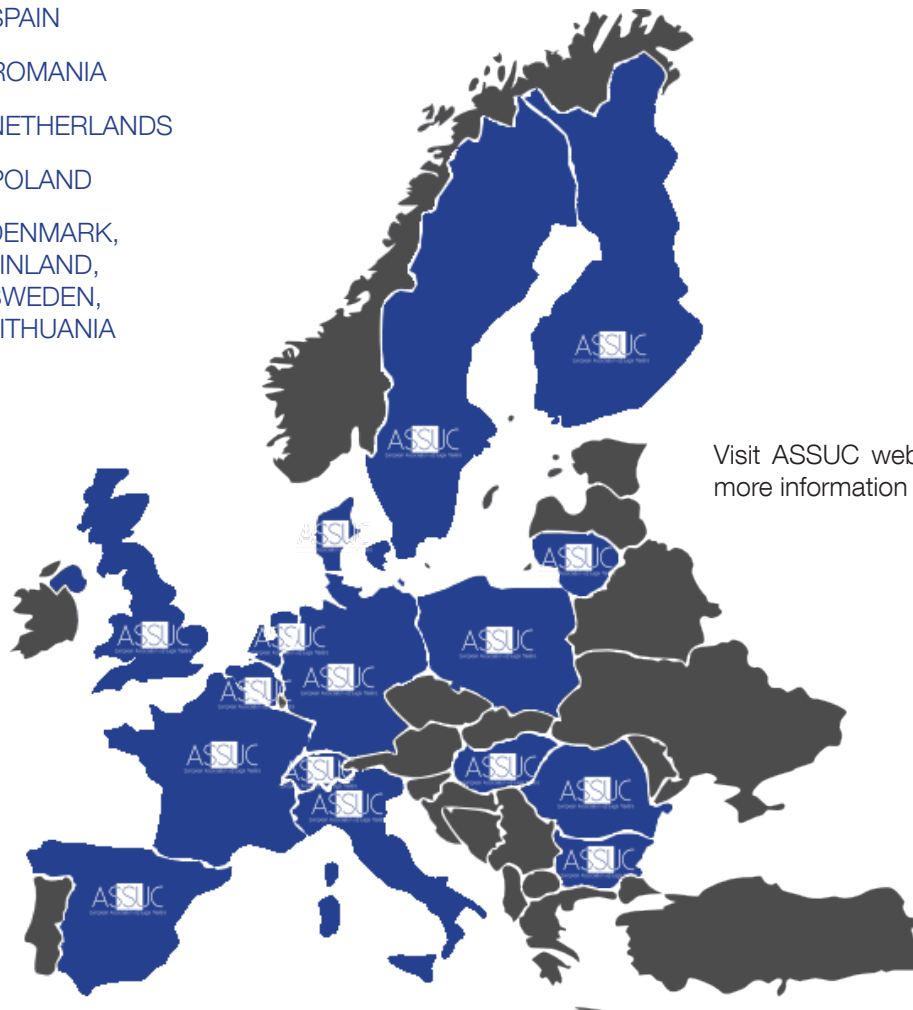 SPAIN
ROMANIA
NETHERLANDS
POLAND
DENMARK,
INLAND,
SWEDEN,
ITHUANIA
ASSUC
ASSUC
Visit ASSUC web
more information
ASSUC
ASSUC
ASSUC
ASSUC
ASSUC
ASSUC
ASSUC
ASSUC
ASSUC
ASSUC
ASSUC
ASSUC
ASSUC
ASSUC